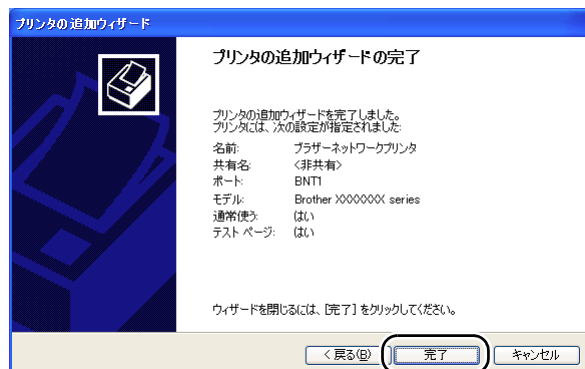 プリンタの追加ウィザード
プリンタの追加ウィザードの完了
プリンタの追加ウィザードを完了しました。
プリンタには、次の設定が指定されました:
名前: ブラザーネットワークプリンタ
共有名: <非共有>
ポート: BNT1
モデル: Brother XXXXXXX series
通常使う: はい
テスト ページ: はい
ウィザードを閉じるには、[完了] をクリックしてください。
< 戻る(B) 完了 キャンセル